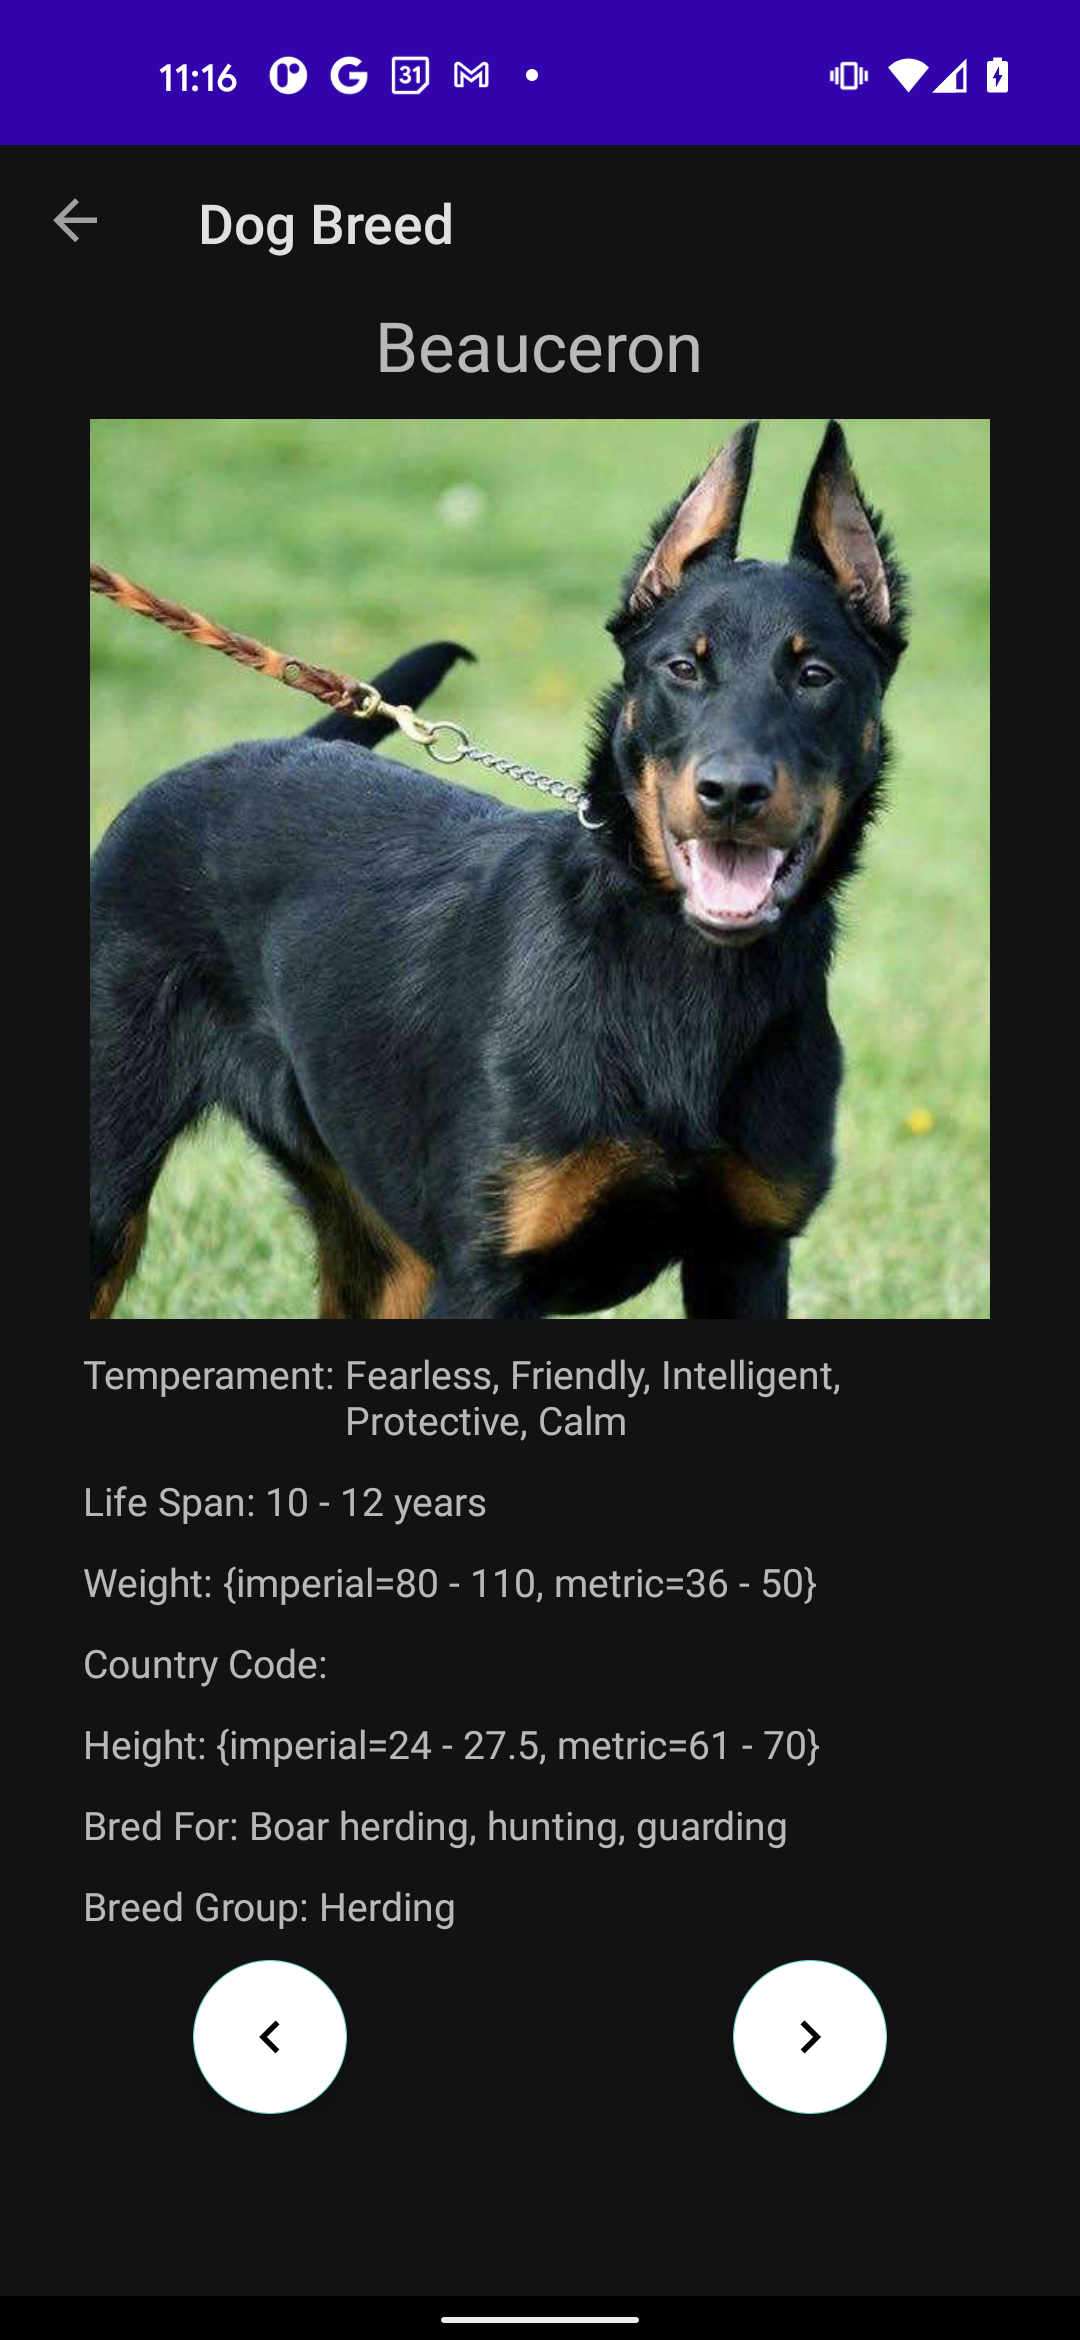 11:16
31
Dog Breed
Beauceron
Temperament: Fearless, Friendly, Intelligent,
Protective, Calm
Life Span: 10 - 12 years
Weight: {imperial=80 - 110, metric=36 - 50}
Country Code:
Height: {imperial=24 - 27.5, metric=61 - 70}
Bred For: Boar herding, hunting, guarding
Breed Group: Herding